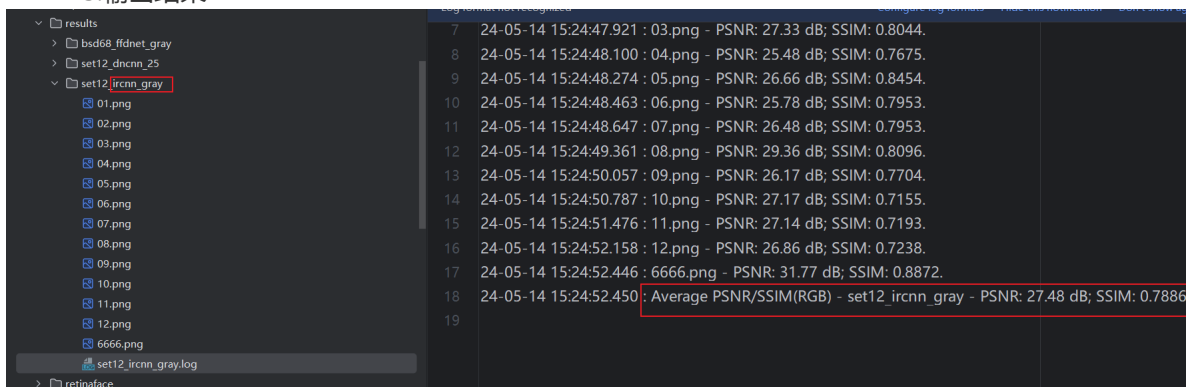 results
bsd68_ffdnet_gray
set12_dncnn_25
set12_ircnn_gray
01.png
02.png
03.png
04.png
05.png
06.png
07.png
08.png
09.png
10.png
11.png
12.png
6666.png
set12_ircnn_gray.log
retinaface
7 24-05-14 15:24:47.921 : 03.png - PSNR: 27.33 dB; SSIM: 0.8044.
8 24-05-14 15:24:48.100 : 04.png - PSNR: 25.48 dB; SSIM: 0.7675.
9 24-05-14 15:24:48.274 : 05.png - PSNR: 26.66 dB; SSIM: 0.8454.
10 24-05-14 15:24:48.463 : 06.png - PSNR: 25.78 dB; SSIM: 0.7953.
11 24-05-14 15:24:48.647 : 07.png - PSNR: 26.48 dB; SSIM: 0.7953.
12 24-05-14 15:24:49.361 : 08.png - PSNR: 29.36 dB; SSIM: 0.8096.
13 24-05-14 15:24:50.057 : 09.png - PSNR: 26.17 dB; SSIM: 0.7704.
14 24-05-14 15:24:50.787 : 10.png - PSNR: 27.17 dB; SSIM: 0.7155.
15 24-05-14 15:24:51.476 : 11.png - PSNR: 27.14 dB; SSIM: 0.7193.
16 24-05-14 15:24:52.158 : 12.png - PSNR: 26.86 dB; SSIM: 0.7238.
17 24-05-14 15:24:52.446 : 6666.png - PSNR: 31.77 dB; SSIM: 0.8872.
18 24-05-14 15:24:52.450 : Average PSNR/SSIM(RGB) - set12_ircnn_gray - PSNR: 27.48 dB; SSIM: 0.7886
19